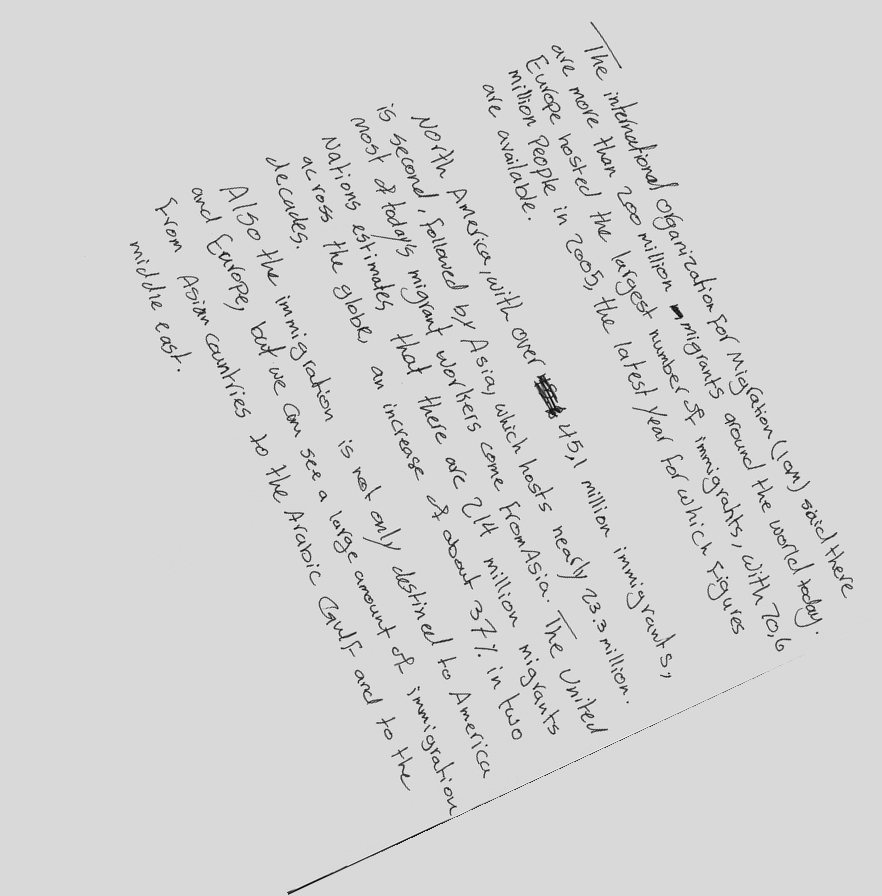 The international organization for Migration (IOM) said there
are more than 200 million migrants around the world today.
Europe hosted the largest number of immigrants, with 70,6
million People in 2005, the latest year for which figures
are available.
North America, with over 45,1 million immigrants,
is second, followed by Asia, which hosts nearly 23.3 million.
most of today's migrant workers come from Asia. The United
Nations estimates that there are 214 million migrants
across the globe, an increase of about 37% in two
decades.
Also the immigration is not only destined to America
and Europe, but we can see a large amount of immigration
from Asian countries to the Arabic Gulf and to the
middle east.